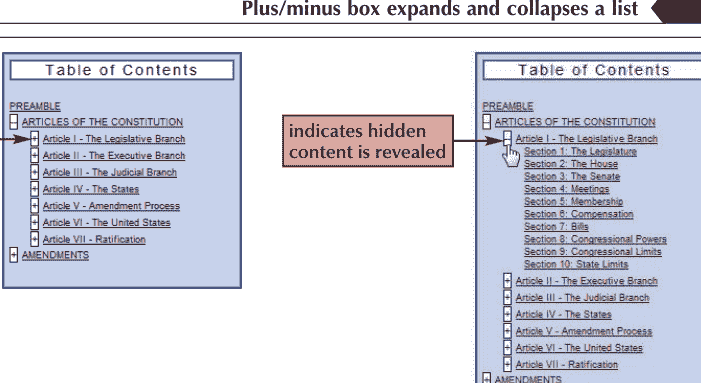 Plus/minus box expands and collapses a list
Table of Contents
PREAMBLE
ARTICLES OF THE CONSTITUTION
Article I - The Legislative Branch
Article II - The Executive Branch
Article III - The Judicial Branch
Article IV - The States
Article V - Amendment Process
Article VI - The United States
Article VII - Ratification
AMENDMENTS
indicates hidden
content is revealed
Table of Contents
PREAMBLE
ARTICLES OF THE CONSTITUTION
Article I - The Legislative Branch
Section 1: The Legislature
Section 2: The House
Section 3: The Senate
Section 4: Meetings
Section 5: Membership
Section 6: Compensation
Section 7: Bills
Section 8: Congressional Powers
Section 9: Congressional Limits
Section 10: State Limits
Article II - The Executive Branch
Article III - The Judicial Branch
Article IV - The States
Article V - Amendment Process
Article VI - The United States
Article VII - Ratification
AMENDMENTS